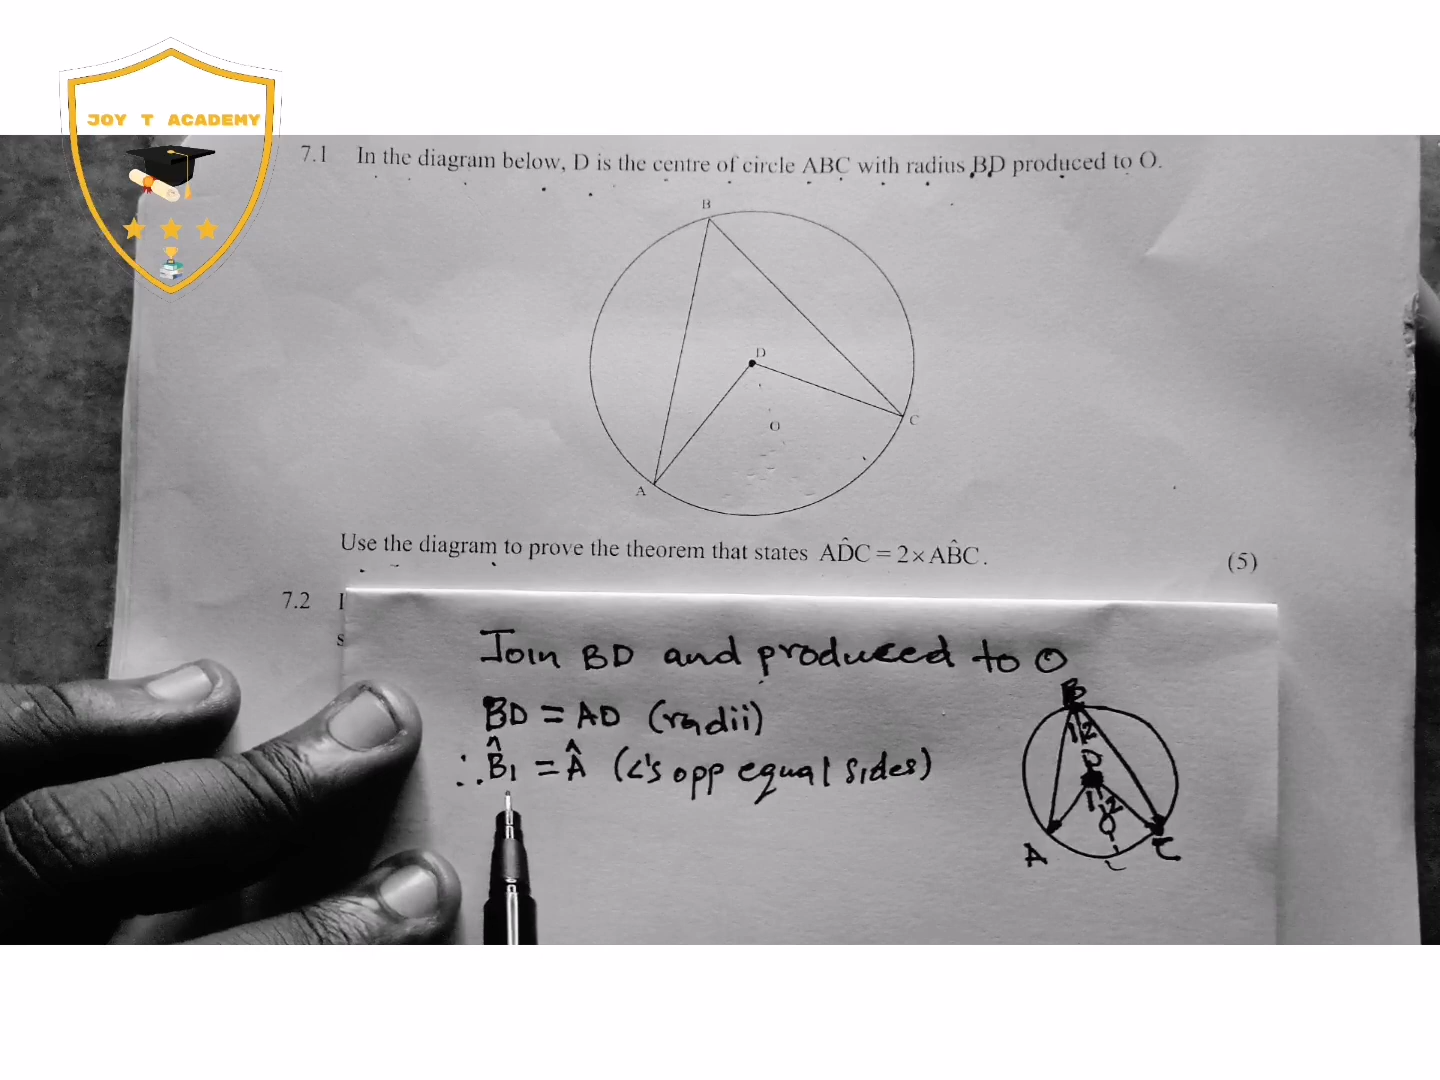 JOY T ACADEMY
7.1 In the diagram below, D is the centre of circle ABC with radius BD produced to O.
B
D
C
O
A
Use the diagram to prove the theorem that states AD̂C = 2 × AB̂C. (5)
7.2 I
s
Join BD and produced to O
BD = AD (radii)
∴ B̂1 = Â (<'s opp equal sides)
B
1 2
D
1 2
O
A C